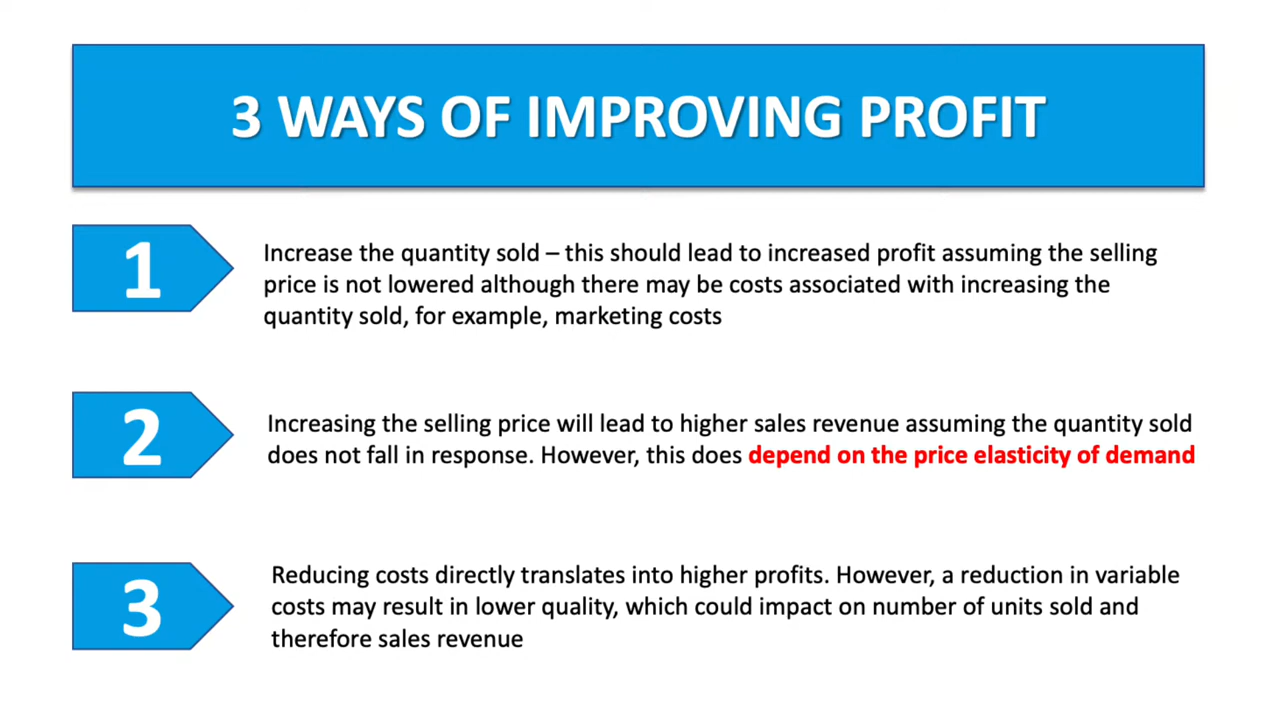 3 WAYS OF IMPROVING PROFIT
1
Increase the quantity sold – this should lead to increased profit assuming the selling
price is not lowered although there may be costs associated with increasing the
quantity sold, for example, marketing costs
2
Increasing the selling price will lead to higher sales revenue assuming the quantity sold
does not fall in response. However, this does depend on the price elasticity of demand
3
Reducing costs directly translates into higher profits. However, a reduction in variable
costs may result in lower quality, which could impact on number of units sold and
therefore sales revenue